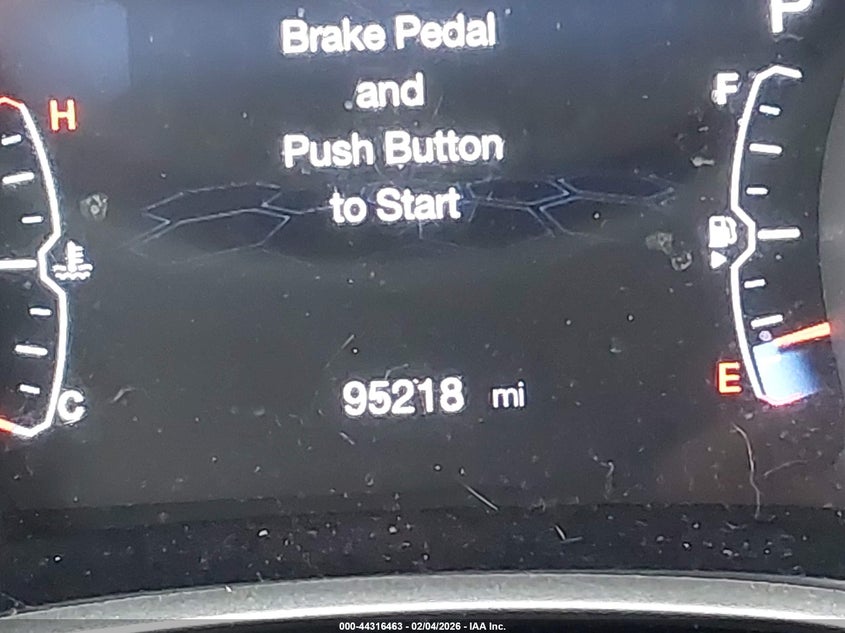 P
Brake Pedal
and
Push Button
to Start
H
F
C
E
95218 mi
000-44316463 - 02/04/2026 - IAA Inc.